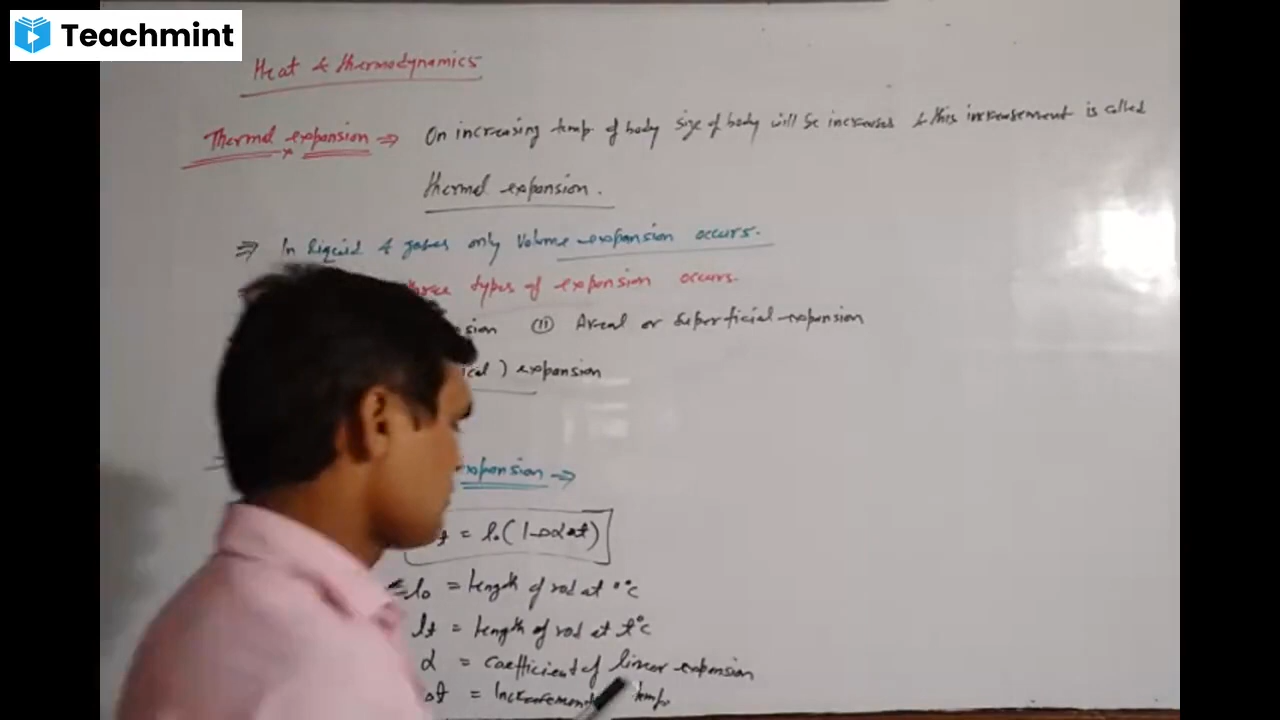 Teachmint
Heat & thermodynamics
Thermal expansion ⇒ On increasing temp. of body size of body will be increases & this increasement is called
thermal expansion.
⇒ In liquid & gases only volume expansion occurs.
three types of expansion occurs.
sion (ii) Areal or superficial expansion
ical) expansion
expansion ⇒
t = l₀(1+αΔt)
l₀ = length of rod at 0°c
lt = length of rod at t°c
α = coefficient of linear expansion
Δt = Increasement temp.